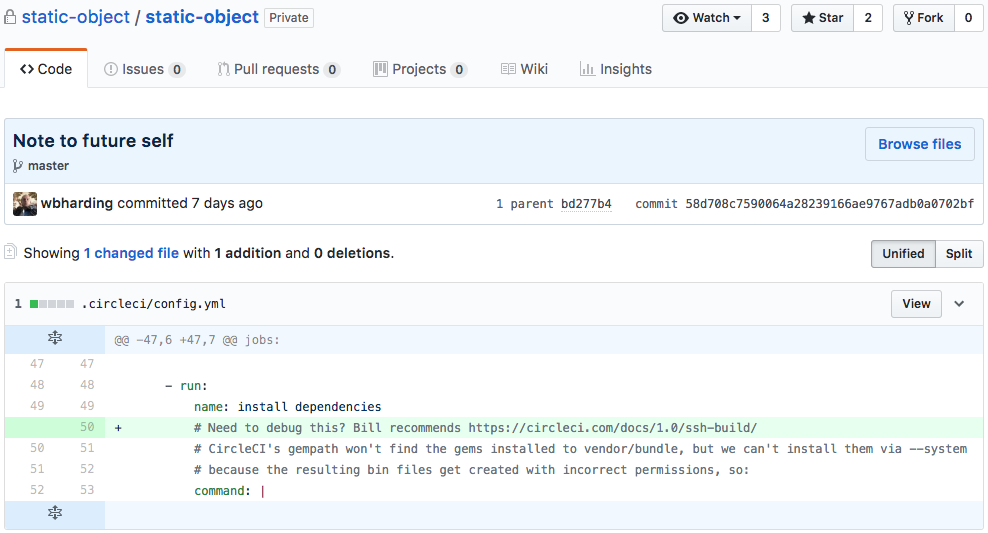 static-object / static-object Private Watch 3 Star 2 Fork 0
Code Issues 0 Pull requests 0 Projects 0 Wiki Insights
Note to future self Browse files
master
wbharding committed 7 days ago 1 parent bd277b4 commit 58d708c7590064a28239166ae9767adb0a0702bf
Showing 1 changed file with 1 addition and 0 deletions. Unified Split
1 .circleci/config.yml View
@@ -47,6 +47,7 @@ jobs:
47 47
48 48 - run:
49 49 name: install dependencies
50 + # Need to debug this? Bill recommends https://circleci.com/docs/1.0/ssh-build/
50 51 # CircleCI's gempath won't find the gems installed to vendor/bundle, but we can't install them via --system
51 52 # because the resulting bin files get created with incorrect permissions, so:
52 53 command: |